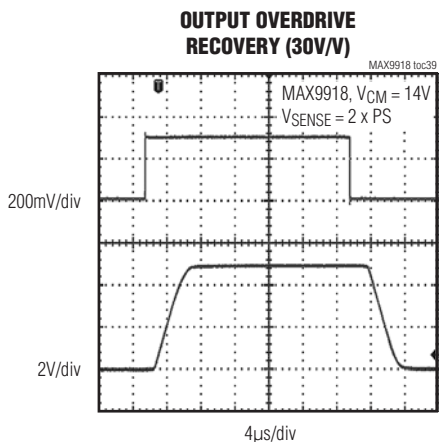 OUTPUT OVERDRIVE
RECOVERY (30V/V)
MAX9918 toc39
T
MAX9918, VCM = 14V
VSENSE = 2 x PS
200mV/div
2V/div
4µs/div